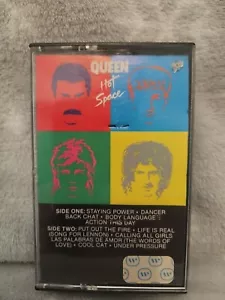 QUEEN
Hot
Space
SIDE ONE: STAYING POWER • DANCER
BACK CHAT • BODY LANGUAGE
ACTION THIS DAY
SIDE TWO: PUT OUT THE FIRE • LIFE IS REAL
(SONG FOR LENNON) • CALLING ALL GIRLS
LAS PALABRAS DE AMOR (THE WORDS OF
LOVE) • COOL CAT • UNDER PRESSURE